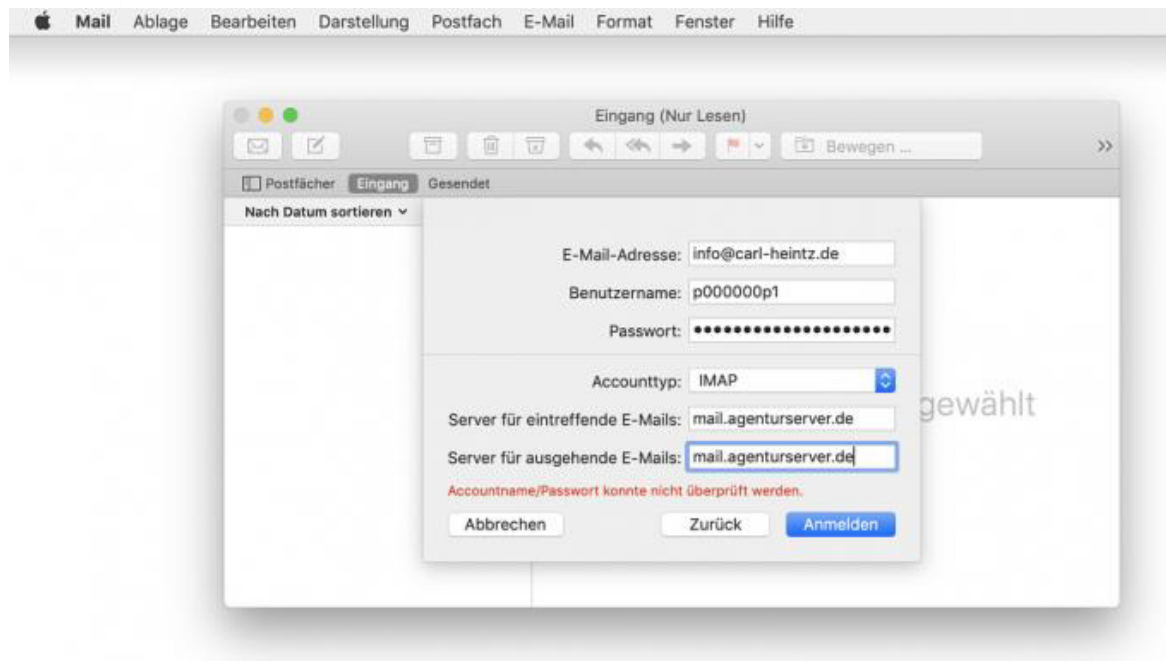 Mail Ablage Bearbeiten Darstellung Postfach E-Mail Format Fenster Hilfe
Eingang (Nur Lesen)
Bewegen ...
Postfächer Eingang Gesendet
Nach Datum sortieren
E-Mail-Adresse: info@carl-heintz.de
Benutzername: p000000p1
Passwort: ••••••••••••••••••••
Accounttyp: IMAP
gewählt
Server für eintreffende E-Mails: mail.agenturserver.de
Server für ausgehende E-Mails: mail.agenturserver.de
Accountname/Passwort konnte nicht überprüft werden.
Abbrechen Zurück Anmelden